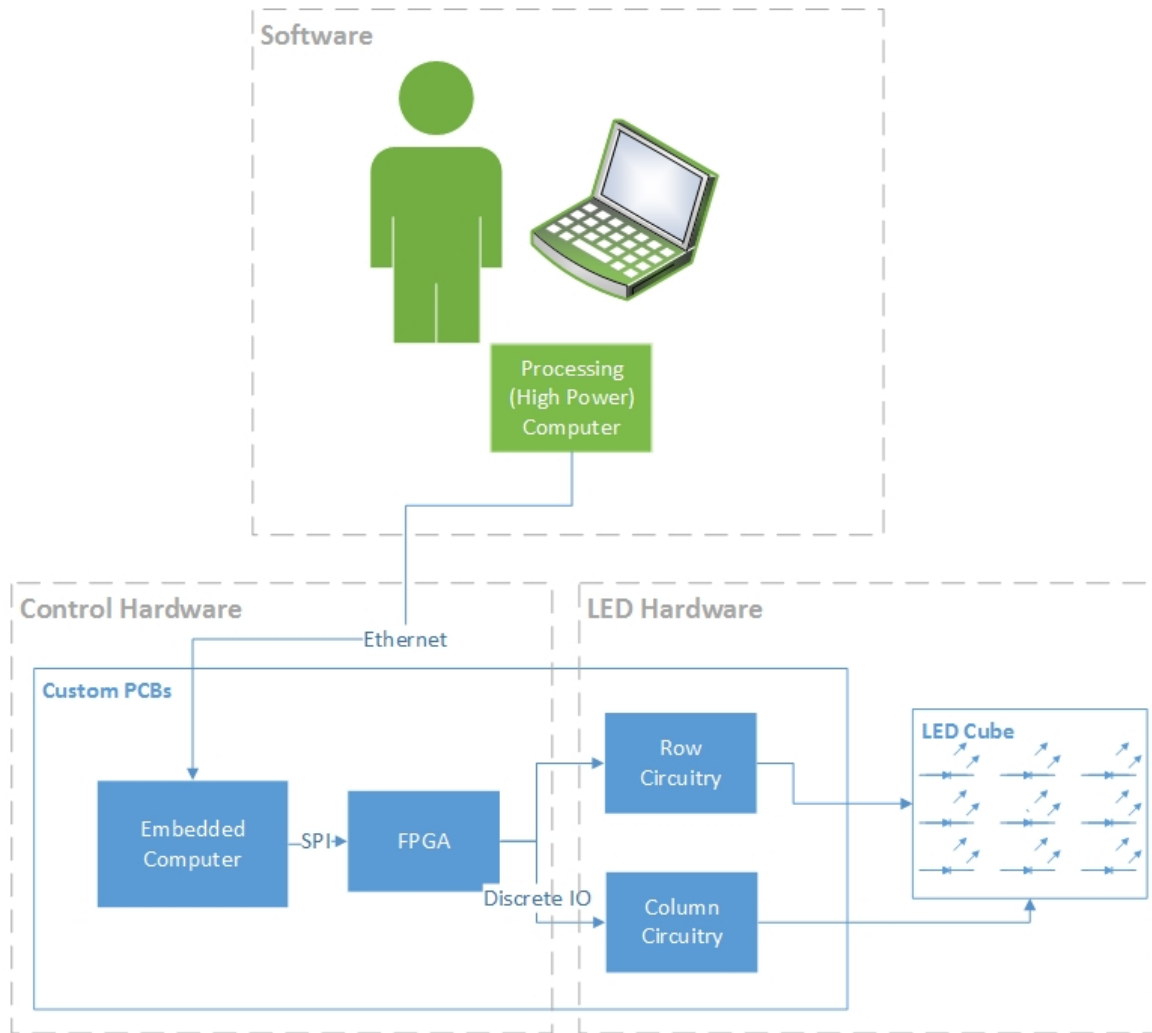 Software
Processing
(High Power)
Computer
Control Hardware
LED Hardware
Ethernet
Custom PCBs
Embedded
Computer
SPI
FPGA
Discrete IO
Row
Circuitry
Column
Circuitry
LED Cube